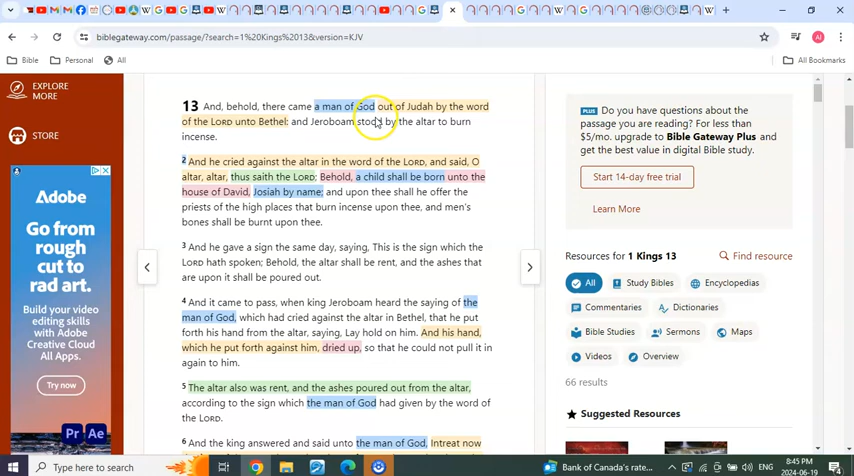 biblegateway.com/passage/?search=1%20Kings%2013&version=KJV
AI
Bible
Personal
All
All Bookmarks
EXPLORE
MORE
STORE
Adobe
Go from
rough
cut to
rad art.
Build your video
editing skills
with Adobe
Creative Cloud
All Apps.
Try now
Pr Ae
13 And, behold, there came a man of God out of Judah by the word
of the LORD unto Bethel: and Jeroboam stood by the altar to burn
incense.
2 And he cried against the altar in the word of the LORD, and said, O
altar, altar, thus saith the LORD; Behold, a child shall be born unto the
house of David, Josiah by name; and upon thee shall he offer the
priests of the high places that burn incense upon thee, and men's
bones shall be burnt upon thee.
3 And he gave a sign the same day, saying, This is the sign which the
LORD hath spoken; Behold, the altar shall be rent, and the ashes that
are upon it shall be poured out.
4 And it came to pass, when king Jeroboam heard the saying of the
man of God, which had cried against the altar in Bethel, that he put
forth his hand from the altar, saying, Lay hold on him. And his hand,
which he put forth against him, dried up, so that he could not pull it in
again to him.
5 The altar also was rent, and the ashes poured out from the altar,
according to the sign which the man of God had given by the word of
the LORD.
6 And the king answered and said unto the man of God, Intreat now
PLUS Do you have questions about the
passage you are reading? For less than
$5/mo. upgrade to Bible Gateway Plus and
get the best value in digital Bible study.
Start 14-day free trial
Learn More
Resources for 1 Kings 13
Find resource
All
Study Bibles
Encyclopedias
Commentaries
Dictionaries
Bible Studies
Sermons
Maps
Videos
Overview
66 results
Suggested Resources
Type here to search
Bank of Canada's rate...
ENG
8:45 PM
2024-06-19